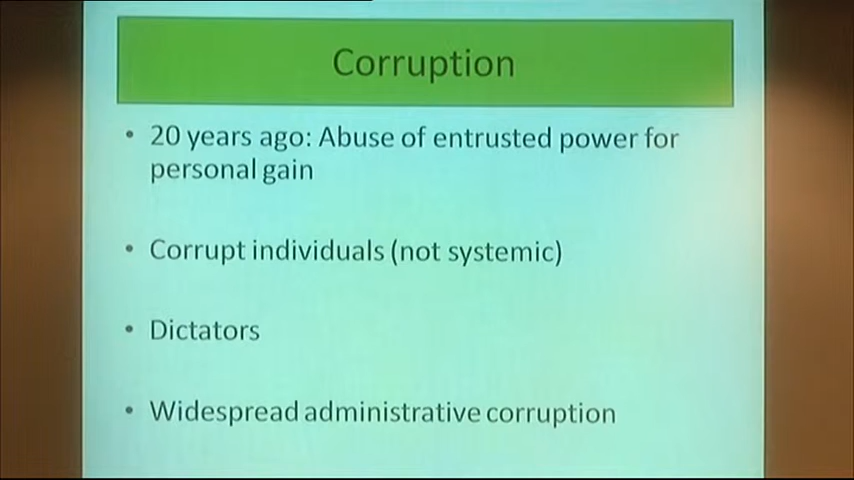 Corruption
• 20 years ago: Abuse of entrusted power for
personal gain
• Corrupt individuals (not systemic)
• Dictators
• Widespread administrative corruption